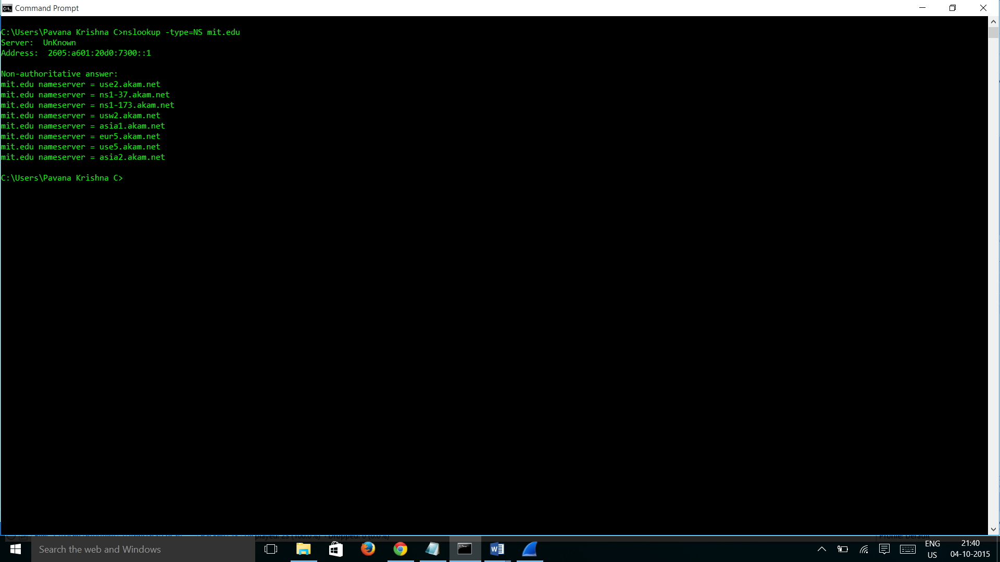 Command Prompt
C:\Users\Pavana Krishna C>nslookup -type=NS mit.edu
Server:  UnKnown
Address:  2605:a601:20d0:7300::1
Non-authoritative answer:
mit.edu nameserver = use2.akam.net
mit.edu nameserver = ns1-37.akam.net
mit.edu nameserver = ns1-173.akam.net
mit.edu nameserver = usw2.akam.net
mit.edu nameserver = asia1.akam.net
mit.edu nameserver = eur5.akam.net
mit.edu nameserver = use5.akam.net
mit.edu nameserver = asia2.akam.net
C:\Users\Pavana Krishna C>
Search the web and Windows
ENG
US
21:40
04-10-2015